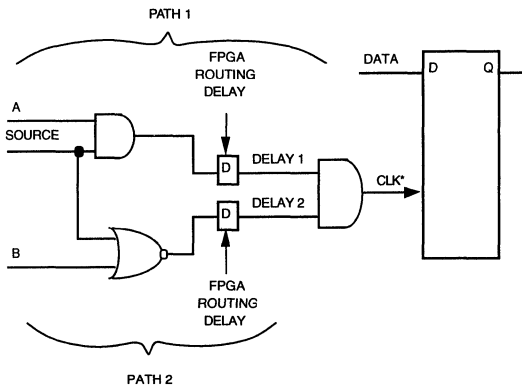 PATH 1
FPGA
ROUTING
DELAY
DATA
D
Q
A
SOURCE
D
DELAY 1
CLK*
D
DELAY 2
B
FPGA
ROUTING
DELAY
PATH 2